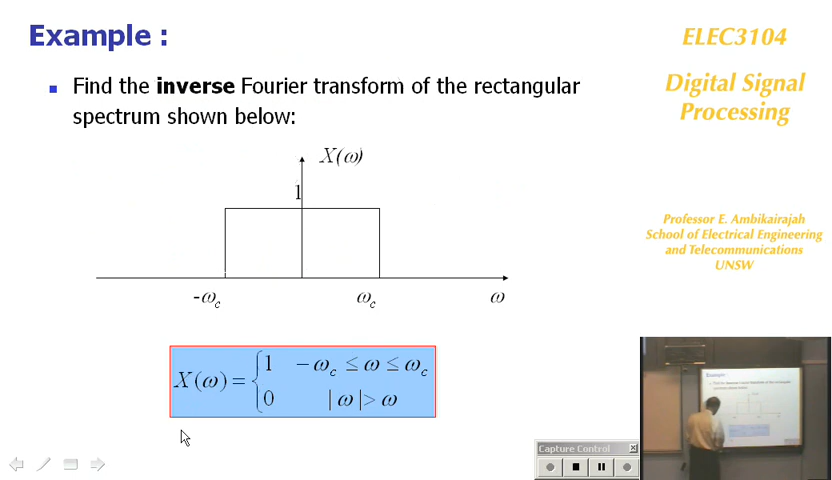 Example :
ELEC3104
Digital Signal
Processing
Find the inverse Fourier transform of the rectangular
spectrum shown below:
X(ω)
1
-ω_c ω_c ω
Professor E. Ambikairajah
School of Electrical Engineering
and Telecommunications
UNSW
X(ω) = { 1 −ω_c ≤ ω ≤ ω_c
0 |ω| > ω
Capture Control
Example: